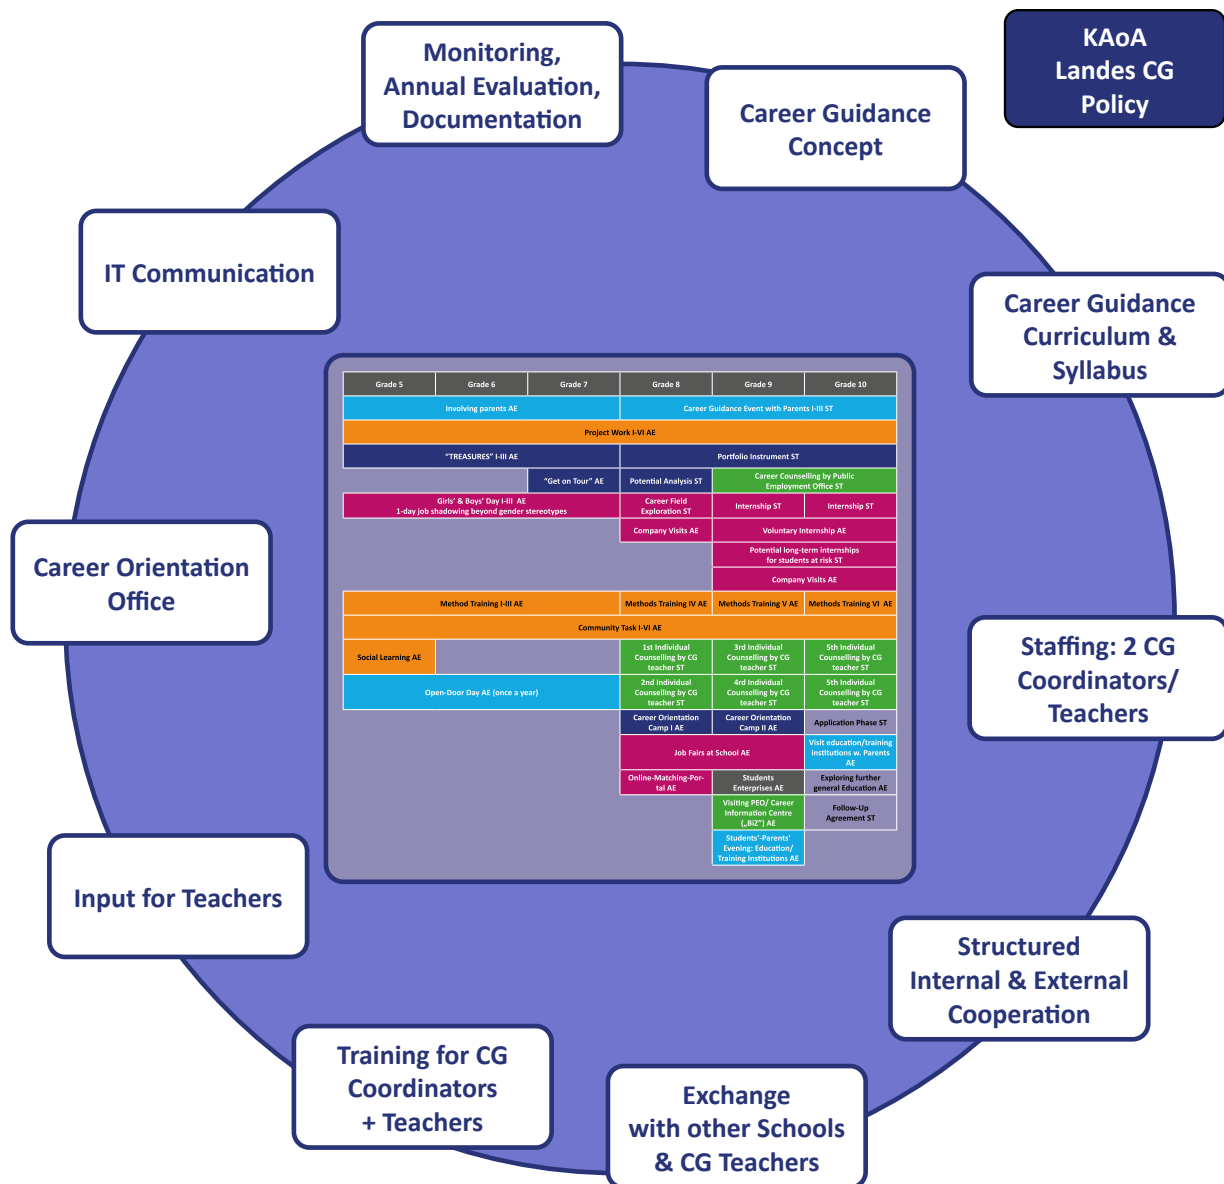 Monitoring,
Annual Evaluation,
Documentation
Career Guidance
Concept
KAoA
Landes CG
Policy
IT Communication
Career Guidance
Curriculum &
Syllabus
Career Orientation
Office
Staffing: 2 CG
Coordinators/
Teachers
Input for Teachers
Structured
Internal & External
Cooperation
Training for CG
Coordinators
+ Teachers
Exchange
with other Schools
& CG Teachers
Grade 5 Grade 6 Grade 7 Grade 8 Grade 9 Grade 10
Involving parents AE Career Guidance Event with Parents I-III ST
Project Work I-VI AE
“TREASURES” I-III AE Portfolio Instrument ST
“Get on Tour” AE Potential Analysis ST
Career Counselling by Public
Employment Office ST
Girls’ & Boys’ Day I-III AE
1-day job shadowing beyond gender stereotypes
Career Field
Exploration ST
Internship ST Internship ST
Company Visits AE Voluntary Internship AE
Potential long-term internships
for students at risk ST
Company Visits AE
Method Training I-III AE Methods Training IV AE Methods Training V AE Methods Training VI AE
Community Task I-VI AE
Social Learning AE
1st Individual
Counselling by CG
teacher ST
3rd Individual
Counselling by CG
teacher ST
5th Individual
Counselling by CG
teacher ST
Open-Door Day AE (once a year)
2nd Individual
Counselling by CG
teacher ST
4rd Individual
Counselling by CG
teacher ST
5th Individual
Counselling by CG
teacher ST
Career Orientation
Camp I AE
Career Orientation
Camp II AE
Application Phase ST
Job Fairs at School AE
Visit education/training
institutions w. Parents
AE
Online-Matching-Por-
tal AE
Students
Enterprises AE
Exploring further
general Education AE
Visiting PEO/ Career
Information Centre
(„BiZ”) AE
Follow-Up
Agreement ST
Students’-Parents’
Evening: Education/
Training Institutions AE